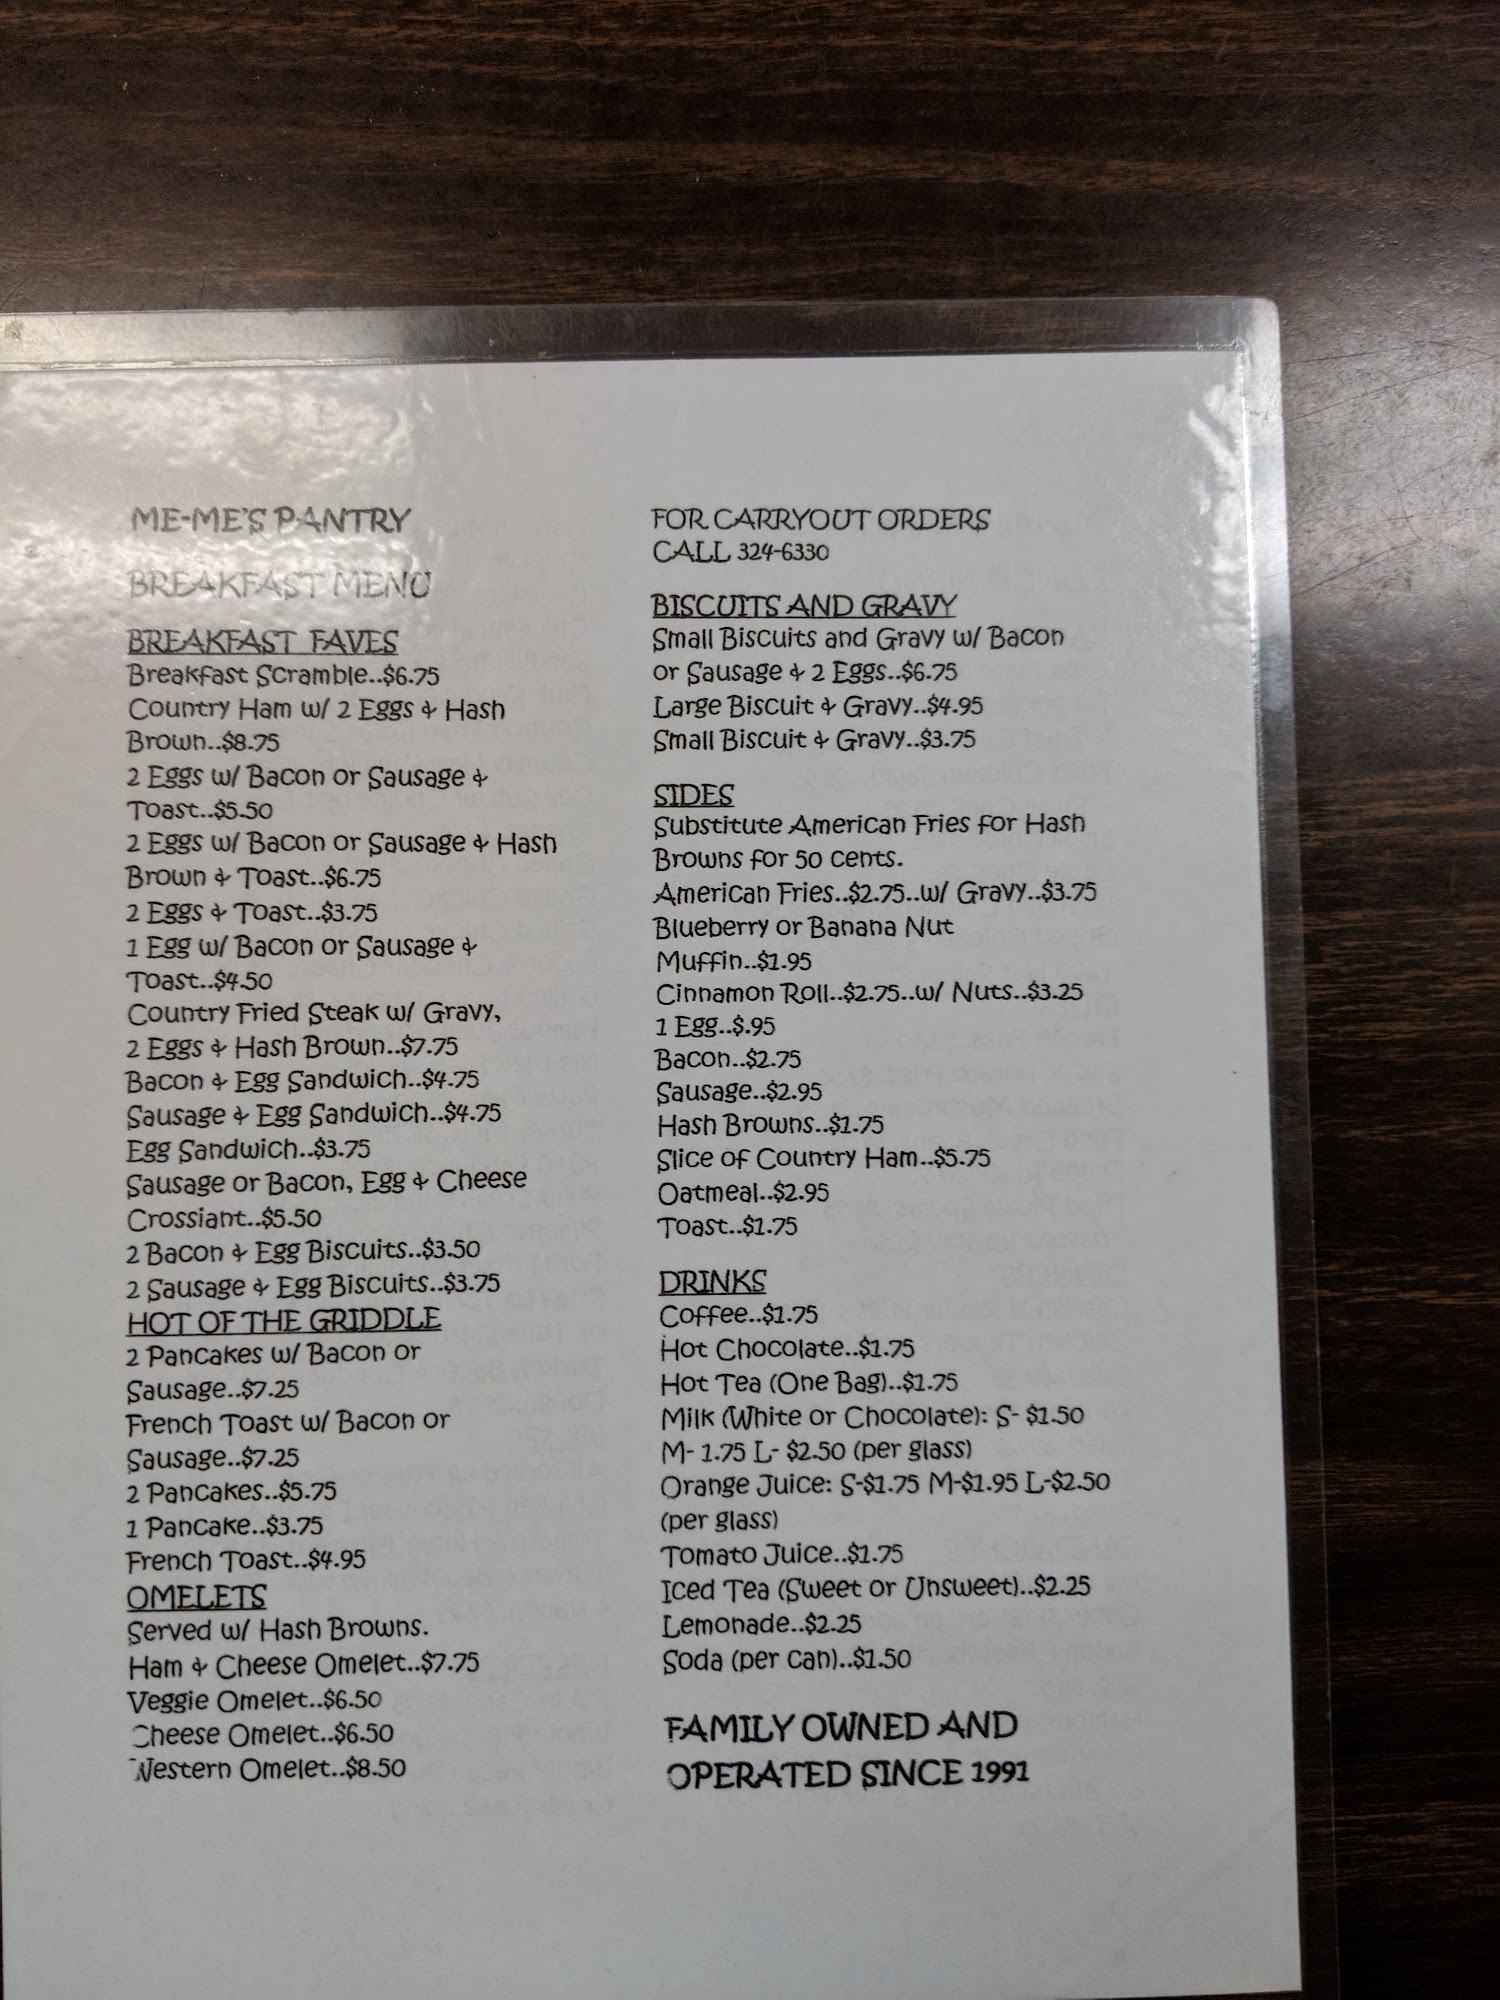 ME-ME'S PANTRY
BREAKFAST MENU
BREAKFAST FAVES
Breakfast Scramble..$6.75
Country Ham w/ 2 Eggs & Hash
Brown..$8.75
2 Eggs w/ Bacon or Sausage &
Toast..$5.50
2 Eggs w/ Bacon or Sausage & Hash
Brown & Toast..$6.75
2 Eggs & Toast..$3.75
1 Egg w/ Bacon or Sausage &
Toast..$4.50
Country Fried Steak w/ Gravy,
2 Eggs & Hash Brown..$7.75
Bacon & Egg Sandwich..$4.75
Sausage & Egg Sandwich..$4.75
Egg Sandwich..$3.75
Sausage or Bacon, Egg & Cheese
Crossiant..$5.50
2 Bacon & Egg Biscuits..$3.50
2 Sausage & Egg Biscuits..$3.75
HOT OF THE GRIDDLE
2 Pancakes w/ Bacon or
Sausage..$7.25
French Toast w/ Bacon or
Sausage..$7.25
2 Pancakes..$5.75
1 Pancake..$3.75
French Toast..$4.95
OMELETS
Served w/ Hash Browns.
Ham & Cheese Omelet..$7.75
Veggie Omelet..$6.50
Cheese Omelet..$6.50
Western Omelet..$8.50
FOR CARRYOUT ORDERS
CALL 324-6330
BISCUITS AND GRAVY
Small Biscuits and Gravy w/ Bacon
or Sausage & 2 Eggs..$6.75
Large Biscuit & Gravy..$4.95
Small Biscuit & Gravy..$3.75
SIDES
Substitute American Fries for Hash
Browns for 50 cents.
American Fries..$2.75..w/ Gravy..$3.75
Blueberry or Banana Nut
Muffin..$1.95
Cinnamon Roll..$2.75..w/ Nuts..$3.25
1 Egg..$.95
Bacon..$2.75
Sausage..$2.95
Hash Browns..$1.75
Slice of Country Ham..$5.75
Oatmeal..$2.95
Toast..$1.75
DRINKS
Coffee..$1.75
Hot Chocolate..$1.75
Hot Tea (One Bag)..$1.75
Milk (White or Chocolate): S- $1.50
M- 1.75 L- $2.50 (per glass)
Orange Juice: S-$1.75 M-$1.95 L-$2.50
(per glass)
Tomato Juice..$1.75
Iced Tea (Sweet or Unsweet)..$2.25
Lemonade..$2.25
Soda (per can)..$1.50
FAMILY OWNED AND
OPERATED SINCE 1991